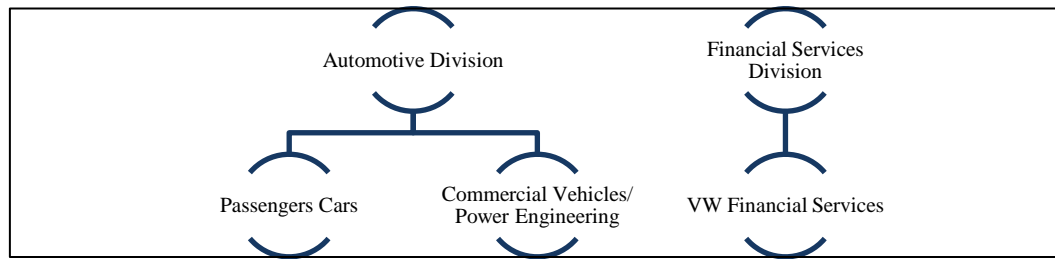 Automotive Division
Financial Services
Division
Passengers Cars
Commercial Vehicles/
Power Engineering
VW Financial Services